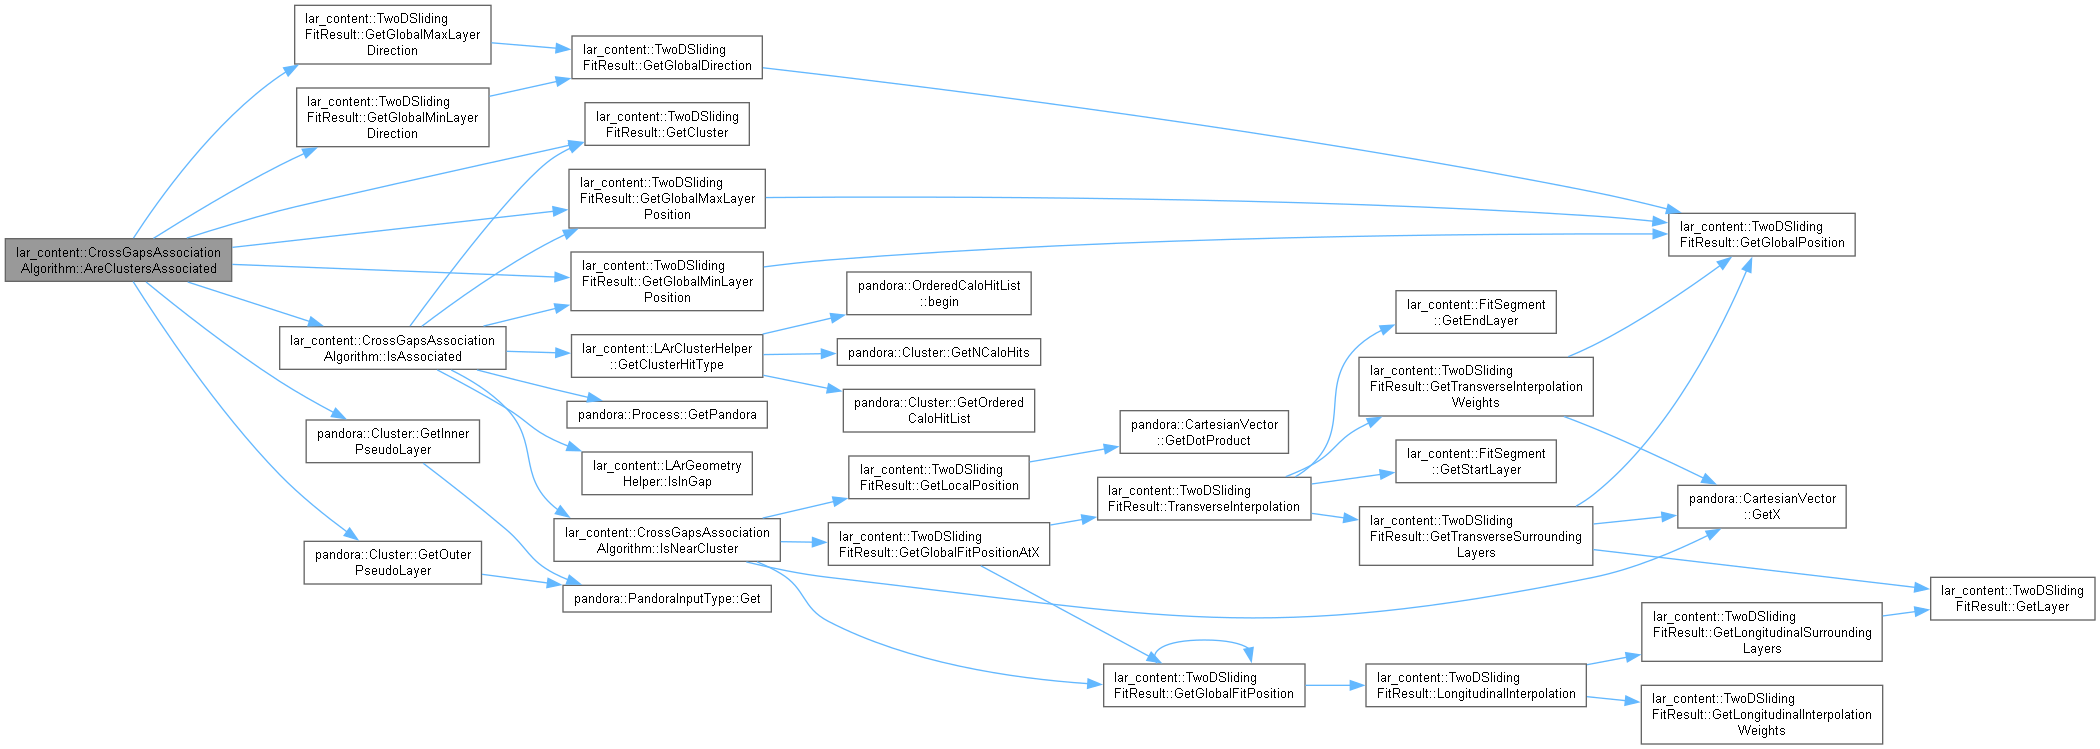 lar_content::CrossGapsAssociation
Algorithm::AreClustersAssociated
lar_content::TwoDSliding
FitResult::GetGlobalMaxLayer
Direction
lar_content::TwoDSliding
FitResult::GetGlobalMinLayer
Direction
lar_content::CrossGapsAssociation
Algorithm::IsAssociated
pandora::Cluster::GetInner
PseudoLayer
pandora::Cluster::GetOuter
PseudoLayer
lar_content::TwoDSliding
FitResult::GetGlobalDirection
lar_content::TwoDSliding
FitResult::GetCluster
lar_content::TwoDSliding
FitResult::GetGlobalMaxLayer
Position
lar_content::TwoDSliding
FitResult::GetGlobalMinLayer
Position
lar_content::LArClusterHelper
::GetClusterHitType
pandora::Process::GetPandora
lar_content::LArGeometry
Helper::IsInGap
lar_content::CrossGapsAssociation
Algorithm::IsNearCluster
pandora::PandoraInputType::Get
pandora::OrderedCaloHitList
::begin
pandora::Cluster::GetNCaloHits
pandora::Cluster::GetOrdered
CaloHitList
lar_content::TwoDSliding
FitResult::GetLocalPosition
lar_content::TwoDSliding
FitResult::GetGlobalFitPositionAtX
pandora::CartesianVector
::GetDotProduct
lar_content::TwoDSliding
FitResult::TransverseInterpolation
lar_content::TwoDSliding
FitResult::GetGlobalFitPosition
lar_content::FitSegment
::GetEndLayer
lar_content::TwoDSliding
FitResult::GetTransverseInterpolation
Weights
lar_content::FitSegment
::GetStartLayer
lar_content::TwoDSliding
FitResult::GetTransverseSurrounding
Layers
lar_content::TwoDSliding
FitResult::LongitudinalInterpolation
lar_content::TwoDSliding
FitResult::GetGlobalPosition
pandora::CartesianVector
::GetX
lar_content::TwoDSliding
FitResult::GetLongitudinalSurrounding
Layers
lar_content::TwoDSliding
FitResult::GetLongitudinalInterpolation
Weights
lar_content::TwoDSliding
FitResult::GetLayer